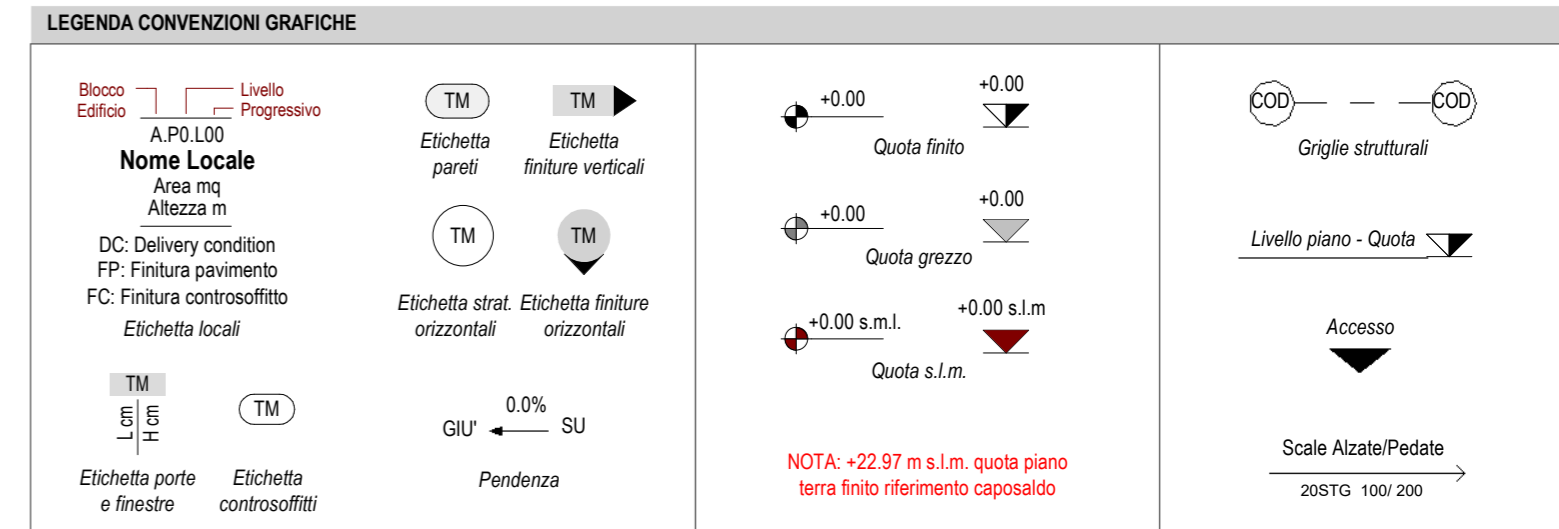 LEGENDA CONVENZIONI GRAFICHE
Blocco
Edificio
Livello
Progressivo
A.P0.L00
Nome Locale
Area mq
Altezza m
DC: Delivery condition
FP: Finitura pavimento
FC: Finitura controsoffitto
Etichetta locali
TM
L cm
H cm
Etichetta porte
e finestre
TM
Etichetta
controsoffitti
TM
Etichetta
pareti
TM
Etichetta
finiture verticali
TM
Etichetta strat.
orizzontali
TM
Etichetta finiture
orizzontali
0.0%
GIU' SU
Pendenza
+0.00
+0.00
Quota finito
+0.00
+0.00
Quota grezzo
+0.00 s.m.l.
+0.00 s.l.m
Quota s.l.m.
NOTA: +22.97 m s.l.m. quota piano
terra finito riferimento caposaldo
COD
COD
Griglie strutturali
Livello piano - Quota
Accesso
Scale Alzate/Pedate
20STG 100/ 200